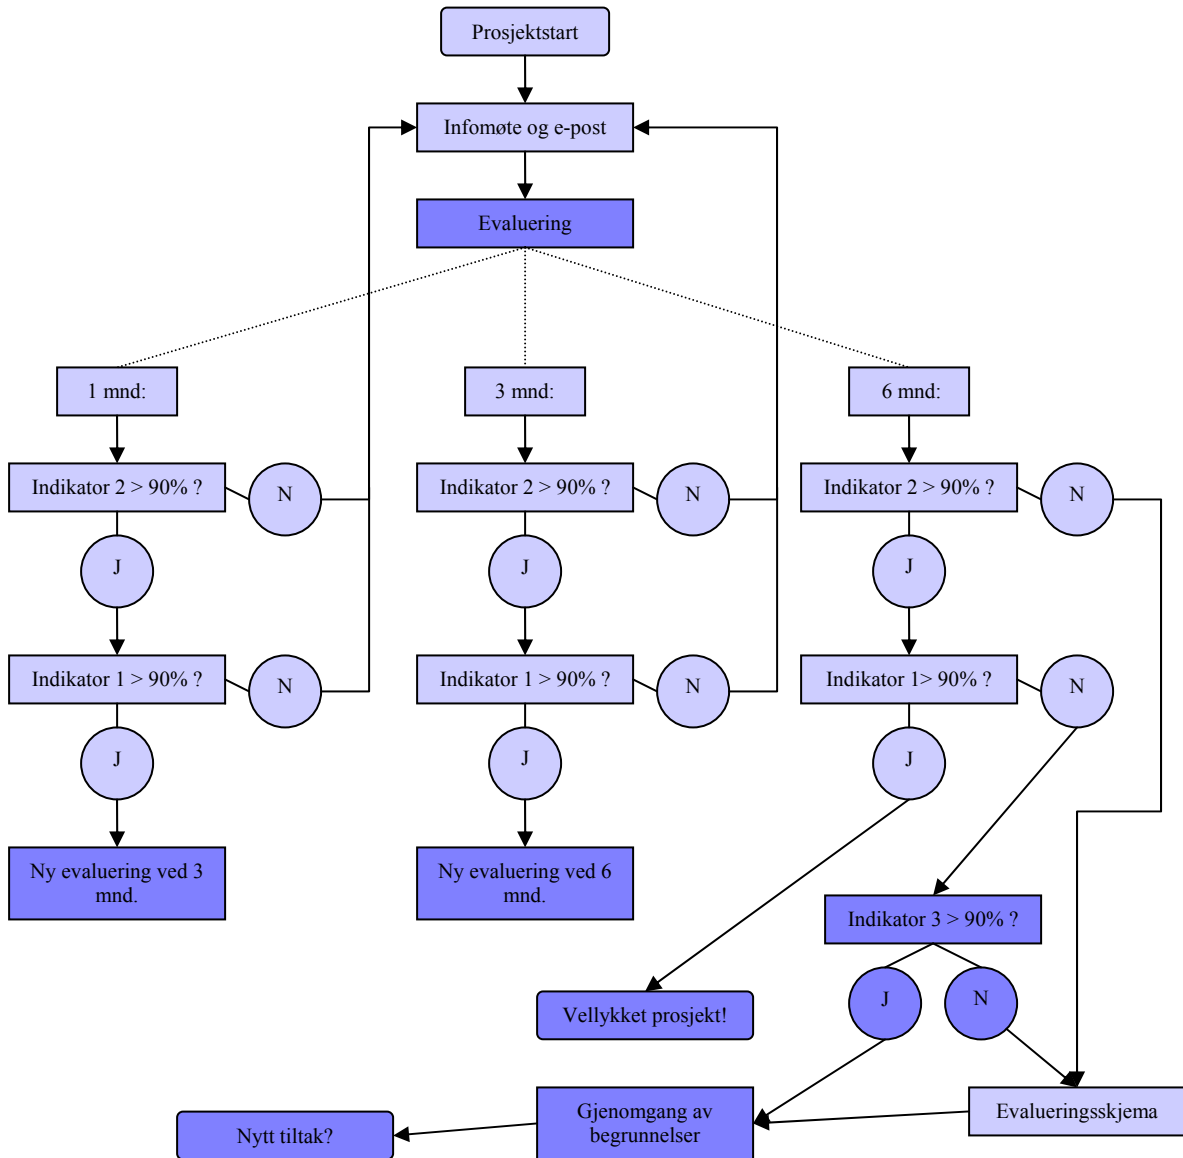 Prosjektstart
Infomøte og e-post
Evaluering
1 mnd:
3 mnd:
6 mnd:
Indikator 2 > 90% ?
N
Indikator 2 > 90% ?
N
Indikator 2 > 90% ?
N
J
J
J
Indikator 1 > 90% ?
N
Indikator 1 > 90% ?
N
Indikator 1> 90% ?
N
J
J
J
Ny evaluering ved 3
mnd.
Ny evaluering ved 6
mnd.
Indikator 3 > 90% ?
J
N
Vellykket prosjekt!
Gjenomgang av
begrunnelser
Evalueringsskjema
Nytt tiltak?